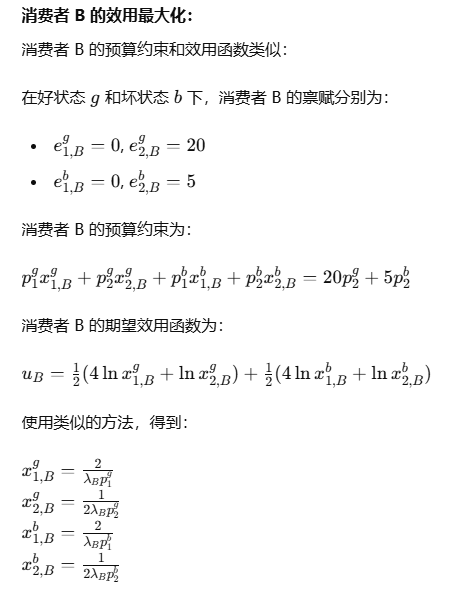 消费者 B 的效用最大化：
消费者 B 的预算约束和效用函数类似：
在好状态 g 和坏状态 b 下，消费者 B 的禀赋分别为：
• $e_{1,B}^g = 0, e_{2,B}^g = 20$
• $e_{1,B}^b = 0, e_{2,B}^b = 5$
消费者 B 的预算约束为：
$p_1^g x_{1,B}^g + p_2^g x_{2,B}^g + p_1^b x_{1,B}^b + p_2^b x_{2,B}^b = 20p_2^g + 5p_2^b$
消费者 B 的期望效用函数为：
$u_B = \frac{1}{2}(4 \ln x_{1,B}^g + \ln x_{2,B}^g) + \frac{1}{2}(4 \ln x_{1,B}^b + \ln x_{2,B}^b)$
使用类似的方法，得到：
$x_{1,B}^g = \frac{2}{\lambda_B p_1^g}$
$x_{2,B}^g = \frac{1}{2\lambda_B p_2^g}$
$x_{1,B}^b = \frac{2}{\lambda_B p_1^b}$
$x_{2,B}^b = \frac{1}{2\lambda_B p_2^b}$